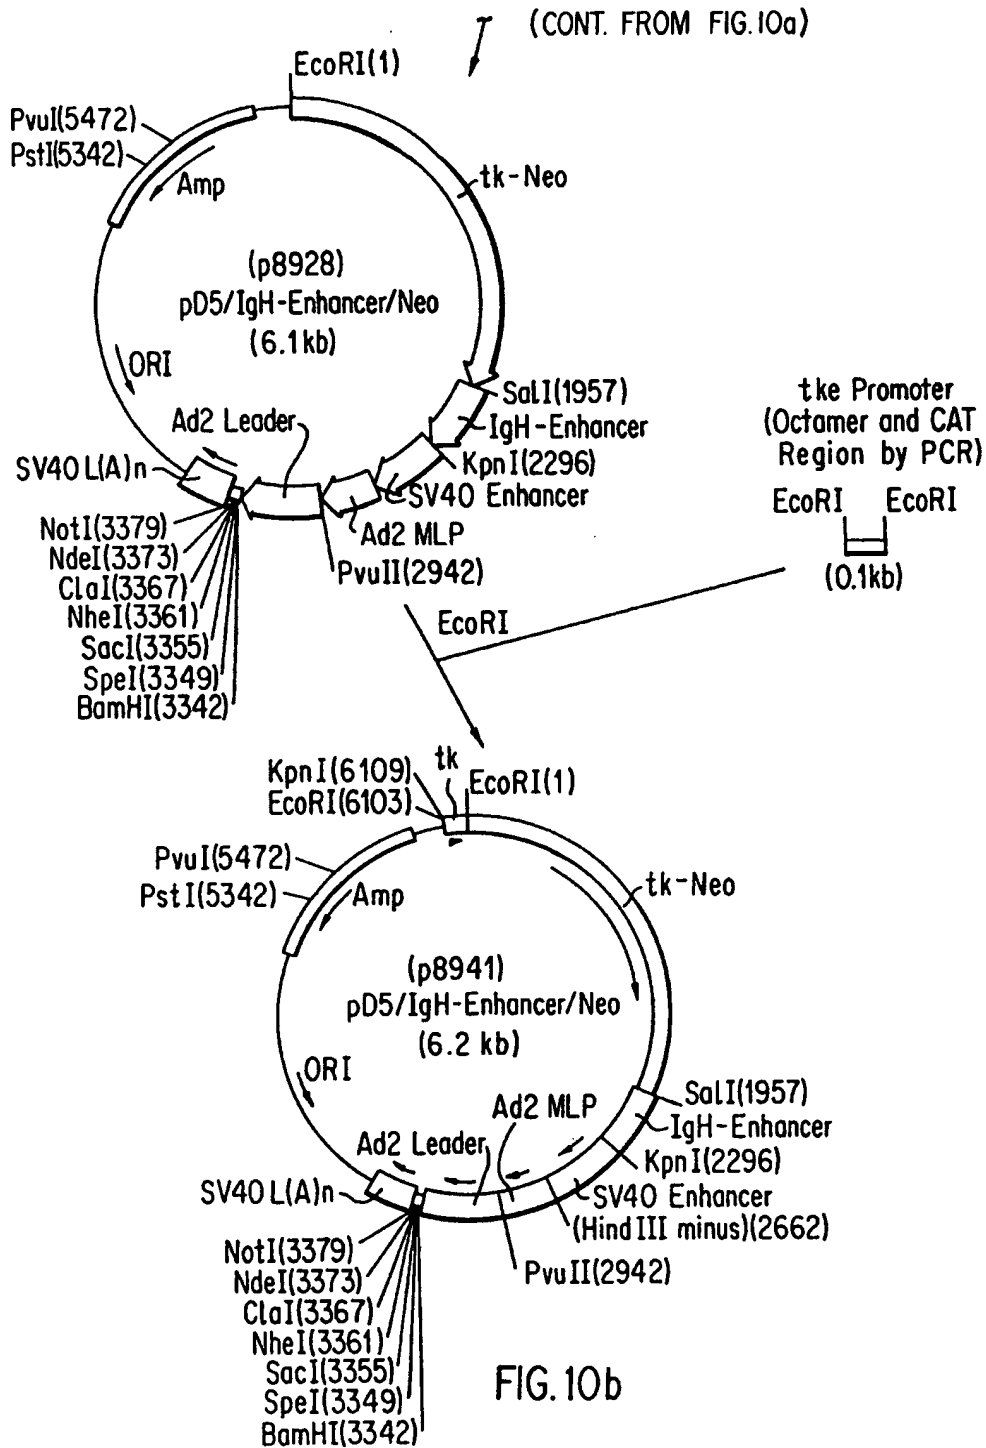 (CONT. FROM FIG.10a)
EcoRI(1)
PvuI(5472)
PstI(5342)
Amp
tk-Neo
(p8928)
pD5/IgH-Enhancer/Neo
(6.1kb)
ORI
Ad2 Leader
SalI(1957)
IgH-Enhancer
KpnI(2296)
SV40 Enhancer
Ad2 MLP
PvuII(2942)
SV40 L(A)n
NotI(3379)
NdeI(3373)
ClaI(3367)
NheI(3361)
SacI(3355)
SpeI(3349)
BamHI(3342)
tke Promoter
(Octamer and CAT
Region by PCR)
EcoRI EcoRI
(0.1kb)
EcoRI
tk
KpnI(6109)
EcoRI(6103)
EcoRI(1)
PvuI(5472)
PstI(5342)
Amp
tk-Neo
(p8941)
pD5/IgH-Enhancer/Neo
(6.2 kb)
ORI
Ad2 MLP
Ad2 Leader
SalI(1957)
IgH-Enhancer
KpnI(2296)
SV40 Enhancer
(Hind III minus)(2662)
PvuII(2942)
SV40 L(A)n
NotI(3379)
NdeI(3373)
ClaI(3367)
NheI(3361)
SacI(3355)
SpeI(3349)
BamHI(3342)
FIG. 10b